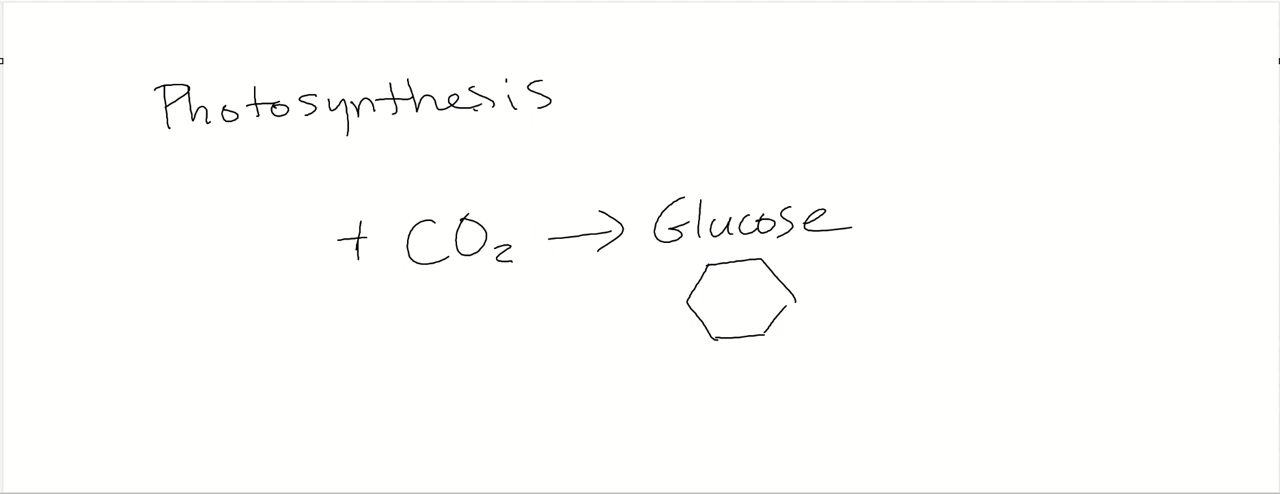 Photosynthesis
+ CO₂ → Glucose